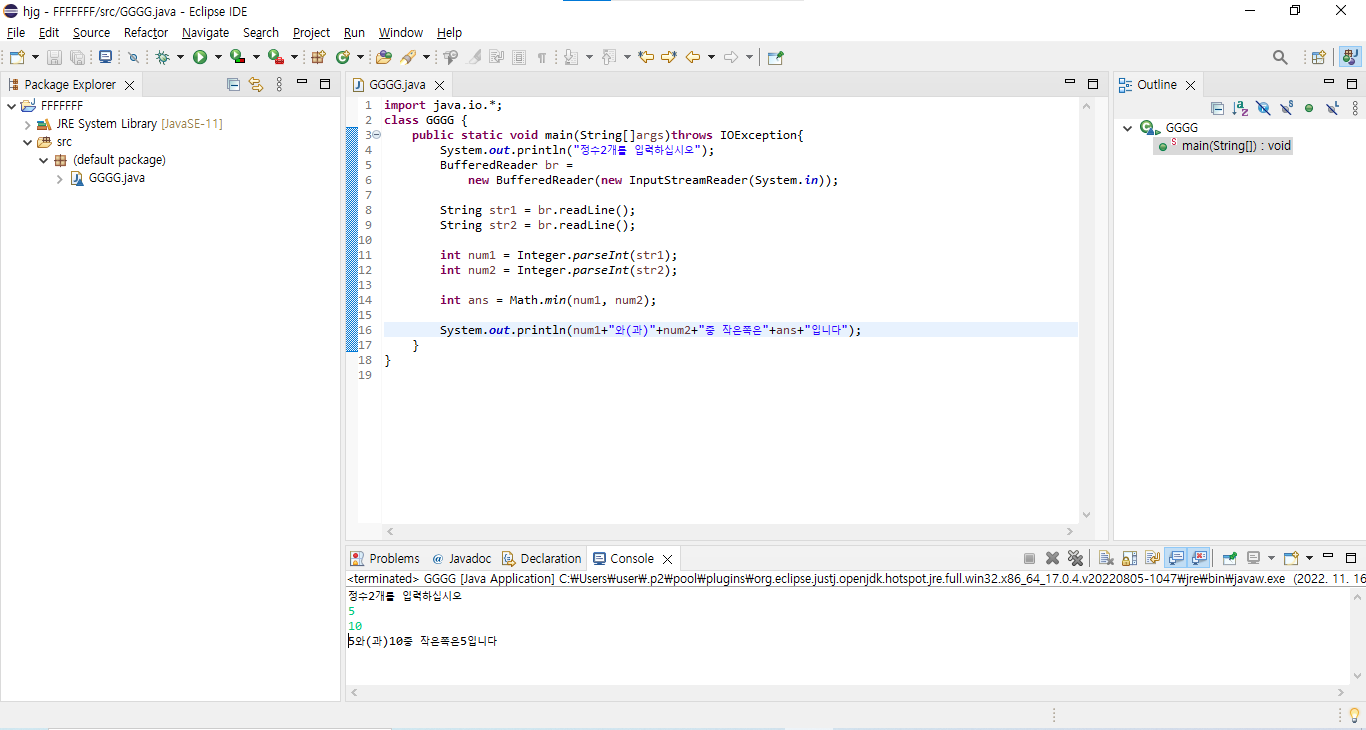 hjg - FFFFFFF/src/GGGG.java - Eclipse IDE
File Edit Source Refactor Navigate Search Project Run Window Help
Package Explorer
FFFFFFF
JRE System Library [JavaSE-11]
src
(default package)
GGGG.java
GGGG.java
1 import java.io.*;
2 class GGGG {
3 public static void main(String[]args)throws IOException{
4 System.out.println("정수2개를 입력하십시오");
5 BufferedReader br =
6 new BufferedReader(new InputStreamReader(System.in));
7
8 String str1 = br.readLine();
9 String str2 = br.readLine();
10
11 int num1 = Integer.parseInt(str1);
12 int num2 = Integer.parseInt(str2);
13
14 int ans = Math.min(num1, num2);
15
16 System.out.println(num1+"와(과)"+num2+"중 작은쪽은"+ans+"입니다");
17 }
18 }
19
Outline
GGGG
main(String[]) : void
Problems @ Javadoc Declaration Console
<terminated> GGGG [Java Application] C:₩Users₩user₩.p2₩pool₩plugins₩org.eclipse.justj.openjdk.hotspot.jre.full.win32.x86_64_17.0.4.v20220805-1047₩jre₩bin₩javaw.exe (2022. 11. 16
정수2개를 입력하십시오
5
10
5와(과)10중 작은쪽은5입니다